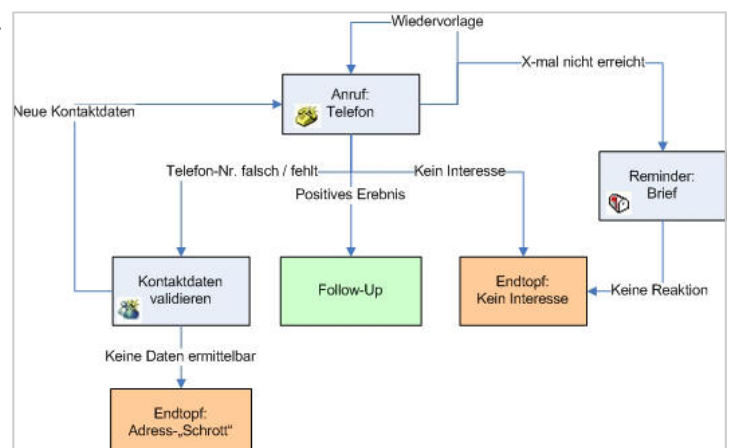 Wiedervorlage
X-mal nicht erreicht
Anruf:
Telefon
Neue Kontaktdaten
Telefon-Nr. falsch / fehlt
Kein Interesse
Positives Erebnis
Reminder:
Brief
Kontaktdaten
validieren
Follow-Up
Endtopf:
Kein Interesse
Keine Reaktion
Keine Daten ermittelbar
Endtopf:
Adress-„Schrott“